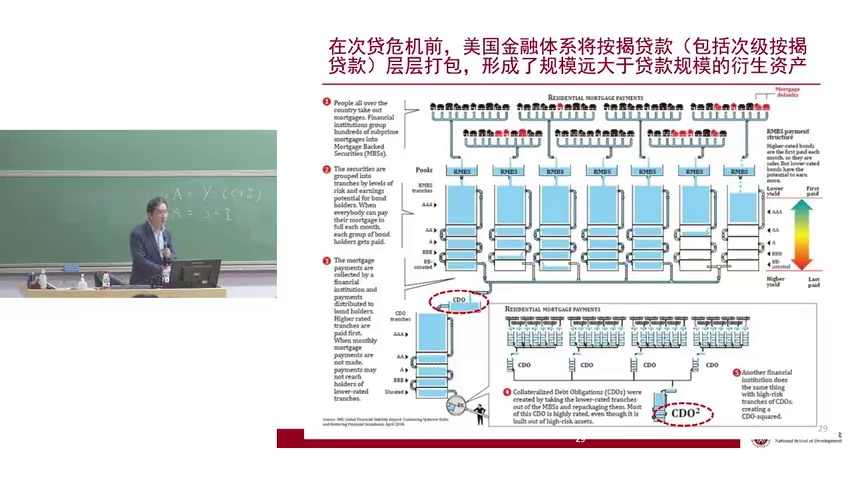 在次贷危机前，美国金融体系将按揭贷款（包括次级按揭
贷款）层层打包，形成了规模远大于贷款规模的衍生资产
RESIDENTIAL MORTGAGE PAYMENTS
Mortgage
defaults
1 People all over the
country take out
mortgages. Financial
institutions group
hundreds of subprime
mortgages into
Mortgage Backed
Securities (MBSs).
2 The securities are
grouped into
tranches by levels of
risk and earnings
potential for bond
holders. When
everybody can pay
their mortgage in
full each month,
each group of bond
holders gets paid.
3 The mortgage
payments are
collected by a
financial
institution and
payments
distributed to
bond holders.
Higher rated
tranches are
paid first.
When monthly
mortgage
payments are
not made,
payments may
not reach
holders of
lower-rated
tranches.
Pools
RMBS RMBS RMBS RMBS RMBS RMBS RMBS
RMBS
tranches
AAA
AA
A
BBB
BB-
unrated
RMBS payment
structure
Higher-rated bonds
are the first paid each
month, so they are
safer. But lower-rated
bonds have the
potential to earn
more.
Lower
yield
First
paid
AAA
AA
A
BBB
BB-
unrated
Higher
yield
Last
paid
CDO
CDO
tranches
AAA
AA
A
BBB
Unrated
4x
RESIDENTIAL MORTGAGE PAYMENTS
CDO CDO CDO CDO
4 Collateralized Debt Obligations (CDOs) were
created by taking the lower-rated tranches
out of the MBSs and repackaging them. Most
of this CDO is highly rated, even though it is
built out of high-risk assets.
5 Another financial
institution does
the same thing
with high-risk
tranches of CDOs,
creating a
CDO-squared.
CDO²
Source: IMF Global Financial Stability Report: Containing Systemic Risks
and Restoring Financial Soundness, April 2008.
29
29
National School of Development